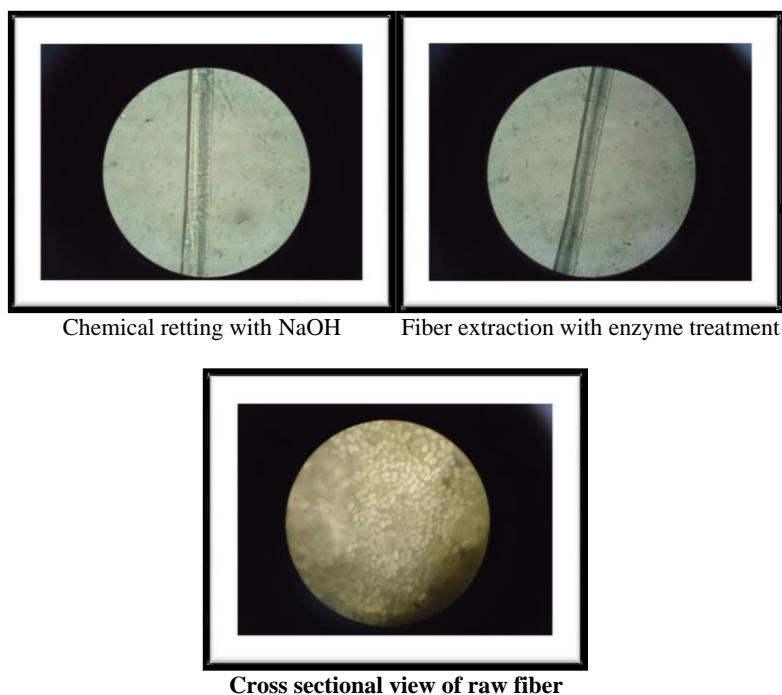 Chemical retting with NaOH
Fiber extraction with enzyme treatment
Cross sectional view of raw fiber